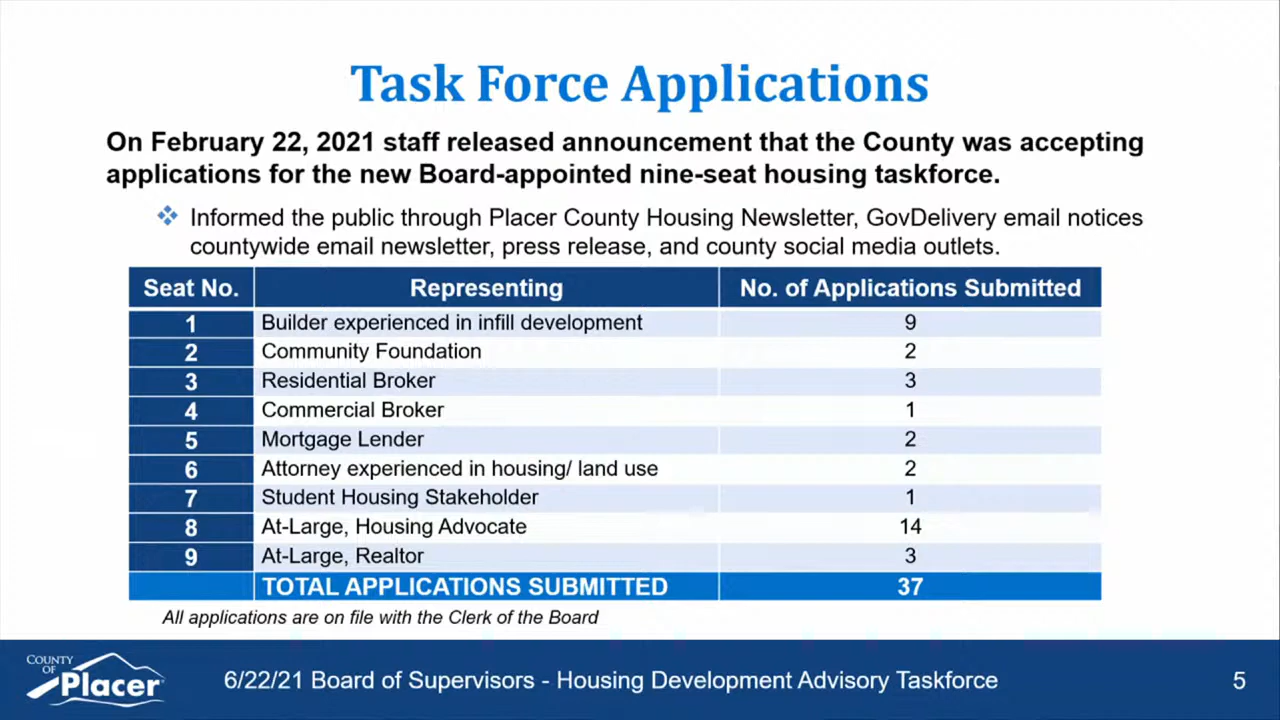 Task Force Applications
On February 22, 2021 staff released announcement that the County was accepting
applications for the new Board-appointed nine-seat housing taskforce.
Informed the public through Placer County Housing Newsletter, GovDelivery email notices
countywide email newsletter, press release, and county social media outlets.
Seat No. Representing No. of Applications Submitted
1 Builder experienced in infill development 9
2 Community Foundation 2
3 Residential Broker 3
4 Commercial Broker 1
5 Mortgage Lender 2
6 Attorney experienced in housing/ land use 2
7 Student Housing Stakeholder 1
8 At-Large, Housing Advocate 14
9 At-Large, Realtor 3
TOTAL APPLICATIONS SUBMITTED 37
All applications are on file with the Clerk of the Board
COUNTY
OF
Placer
6/22/21 Board of Supervisors - Housing Development Advisory Taskforce 5